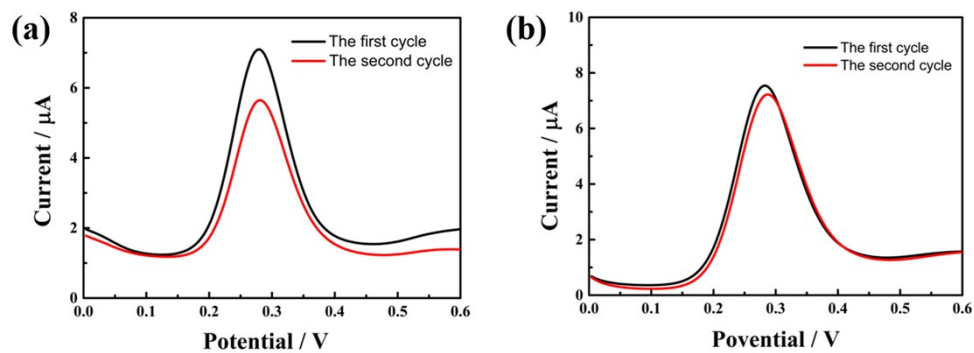 (a)
8
6
4
2
0
Current / μA
The first cycle
The second cycle
0.0 0.1 0.2 0.3 0.4 0.5 0.6
Potential / V
(b)
10
8
6
4
2
0
Current / μA
The first cycle
The second cycle
0.0 0.1 0.2 0.3 0.4 0.5 0.6
Povential / V